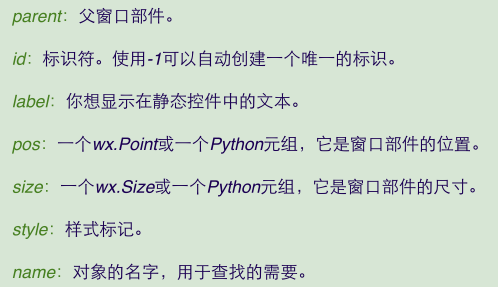 parent：父窗口部件。
id：标识符。使用-1可以自动创建一个唯一的标识。
label：你想显示在静态控件中的文本。
pos：一个wx.Point或一个Python元组，它是窗口部件的位置。
size：一个wx.Size或一个Python元组，它是窗口部件的尺寸。
style：样式标记。
name：对象的名字，用于查找的需要。